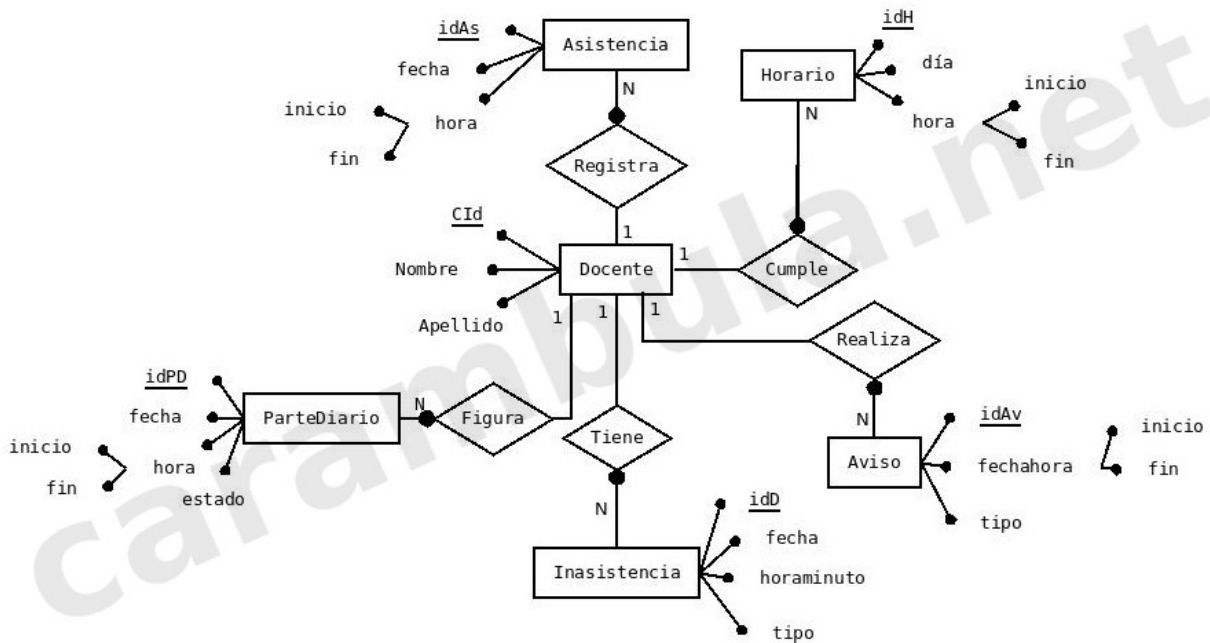 idAs
Asistencia
fecha
hora
inicio
fin
N
Registra
1
idH
Horario
día
hora
inicio
fin
N
Cumple
1
CId
Nombre
Apellido
Docente
1
1
1
Realiza
N
idAv
Aviso
fechahora
inicio
fin
tipo
idPD
fecha
ParteDiario
N
Figura
hora
inicio
fin
estado
Tiene
N
idD
fecha
Inasistencia
horaminuto
tipo
carambula.net